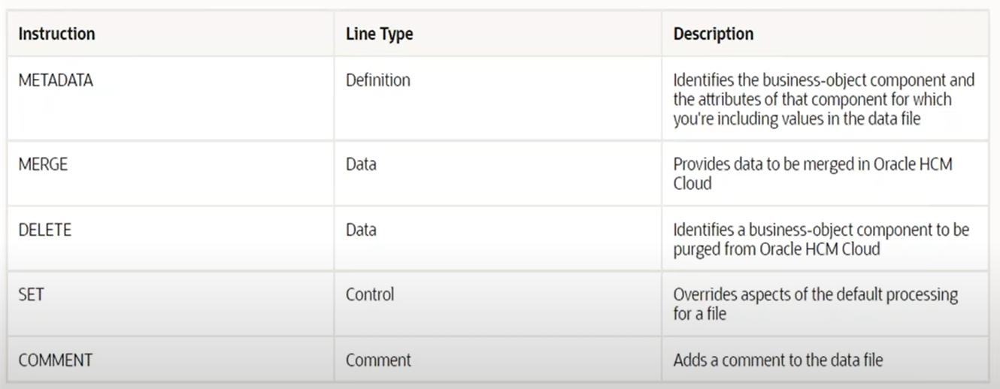 Instruction Line Type Description
METADATA Definition Identifies the business-object component and
the attributes of that component for which
you're including values in the data file
MERGE Data Provides data to be merged in Oracle HCM
Cloud
DELETE Data Identifies a business-object component to be
purged from Oracle HCM Cloud
SET Control Overrides aspects of the default processing
for a file
COMMENT Comment Adds a comment to the data file